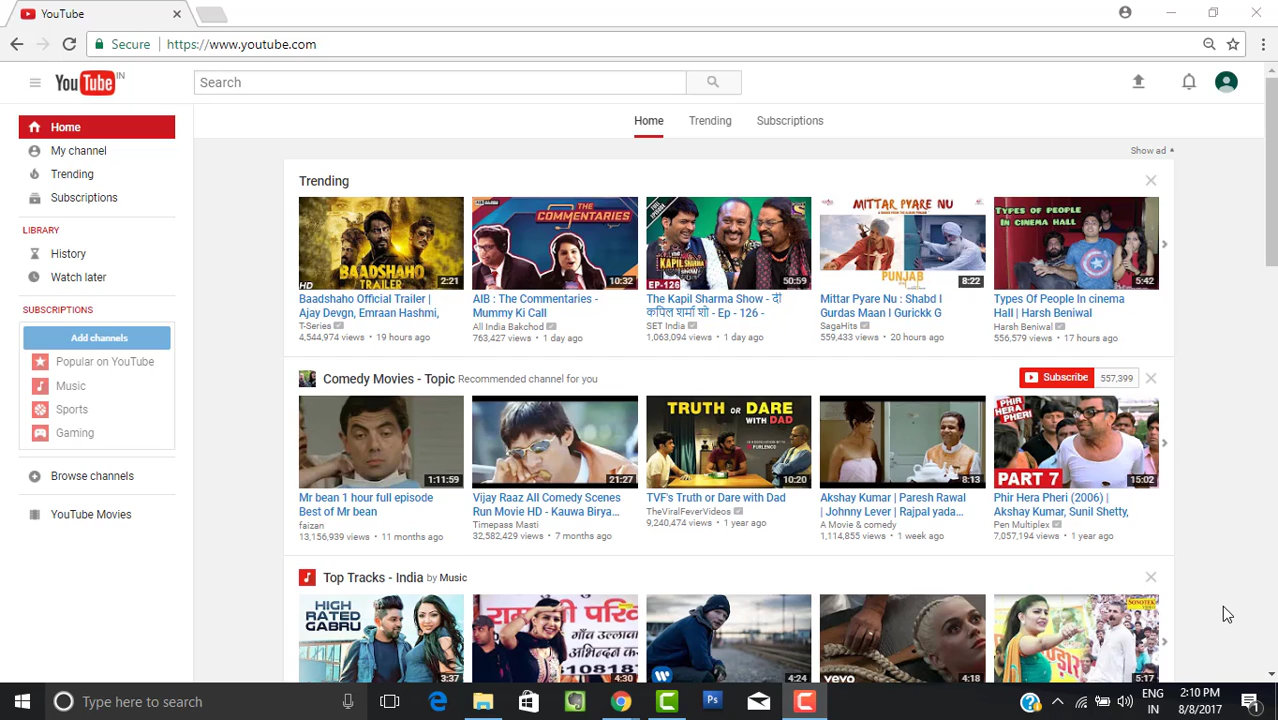 YouTube
Secure https://www.youtube.com
YouTube IN
Search
Home
My channel
Trending
Subscriptions
LIBRARY
History
Watch later
SUBSCRIPTIONS
Add channels
Popular on YouTube
Music
Sports
Gaming
Browse channels
YouTube Movies
Home Trending Subscriptions
Show ad
Trending
BAADSHAHO
TRAILER
HD
2:21
Baadshaho Official Trailer |
Ajay Devgn, Emraan Hashmi,
T-Series
4,544,974 views • 19 hours ago
THE
COMMENTARIES
10:32
AIB : The Commentaries -
Mummy Ki Call
All India Bakchod
763,427 views • 1 day ago
THE
KAPIL SHARMA
SHOW
EP-126
50:59
The Kapil Sharma Show - दी
कपिल शर्मा शो - Ep - 126 -
SET India
1,063,094 views • 1 day ago
MITTAR PYARE NU
PUNJAB
8:22
Mittar Pyare Nu : Shabd I
Gurdas Maan I Gurickk G
SagaHits
559,433 views • 20 hours ago
TYPES OF PEOPLE
IN CINEMA HALL
5:42
Types Of People In cinema
Hall | Harsh Beniwal
Harsh Beniwal
556,579 views • 17 hours ago
Comedy Movies - Topic Recommended channel for you
Subscribe 557,399
1:11:59
Mr bean 1 hour full episode
Best of Mr bean
faizan
13,156,939 views • 11 months ago
21:27
Vijay Raaz All Comedy Scenes
Run Movie HD - Kauwa Birya...
Timepass Masti
32,582,429 views • 7 months ago
TRUTH OR DARE
WITH DAD
FURLENCO
10:20
TVF's Truth or Dare with Dad
TheViralFeverVideos
9,240,474 views • 1 year ago
8:13
Akshay Kumar | Paresh Rawal
| Johnny Lever | Rajpal yada...
A Movie & comedy
1,114,855 views • 1 week ago
PHIR
HERA
PHERI
PART 7
15:02
Phir Hera Pheri (2006) |
Akshay Kumar, Sunil Shetty,
Pen Multiplex
7,057,194 views • 1 year ago
Top Tracks - India by Music
HIGH
RATED
GABRU
3:37
4:30
4:24
vevo
4:18
SONOTEK
5:17
Type here to search
ENG
IN
2:10 PM
8/8/2017